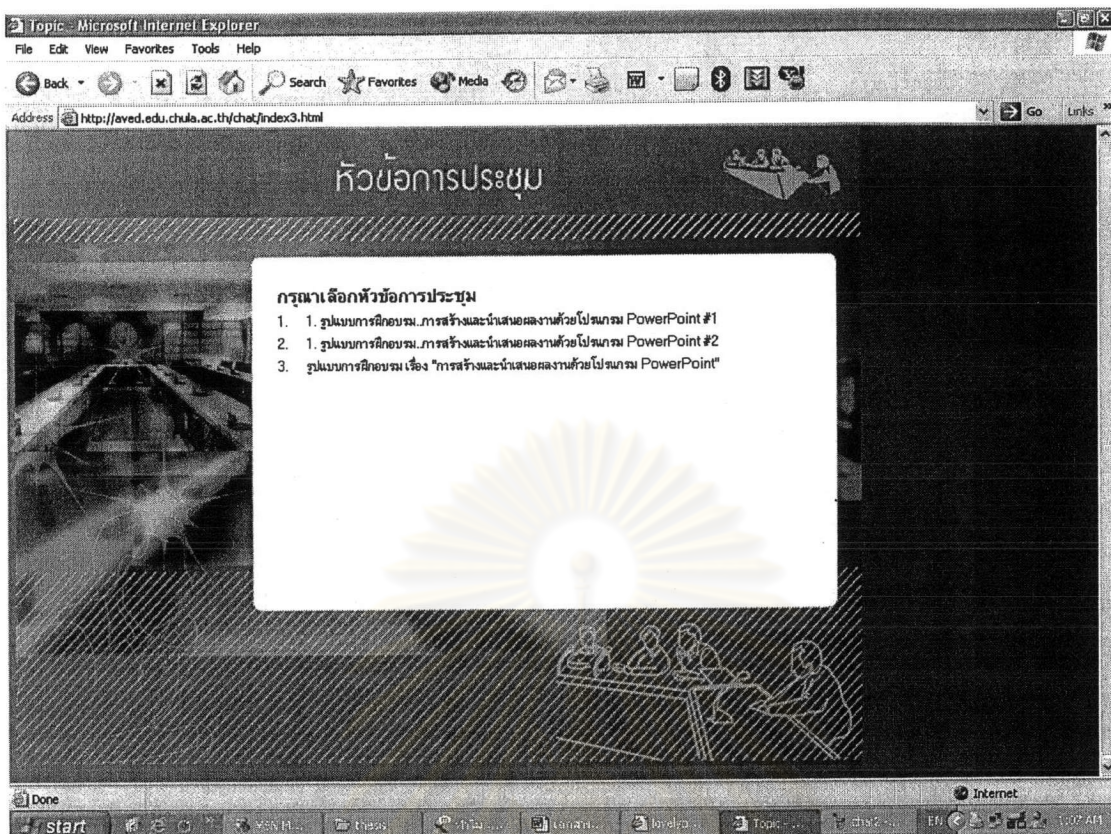 Topic - Microsoft Internet Explorer
File Edit View Favorites Tools Help
Back Search Favorites Media
Address http://aved.edu.chula.ac.th/chat/index3.html Go Links »
หัวข้อการประชุม
กรุณาเลือกหัวข้อการประชุม
1. 1. รูปแบบการฝึกอบรม..การสร้างและนำเสนอผลงานด้วยโปรแกรม PowerPoint #1
2. 1. รูปแบบการฝึกอบรม..การสร้างและนำเสนอผลงานด้วยโปรแกรม PowerPoint #2
3. รูปแบบการฝึกอบรม เรื่อง "การสร้างและนำเสนอผลงานด้วยโปรแกรม PowerPoint"
Done Internet
start thesis Topic - ... EN 1:07 AM